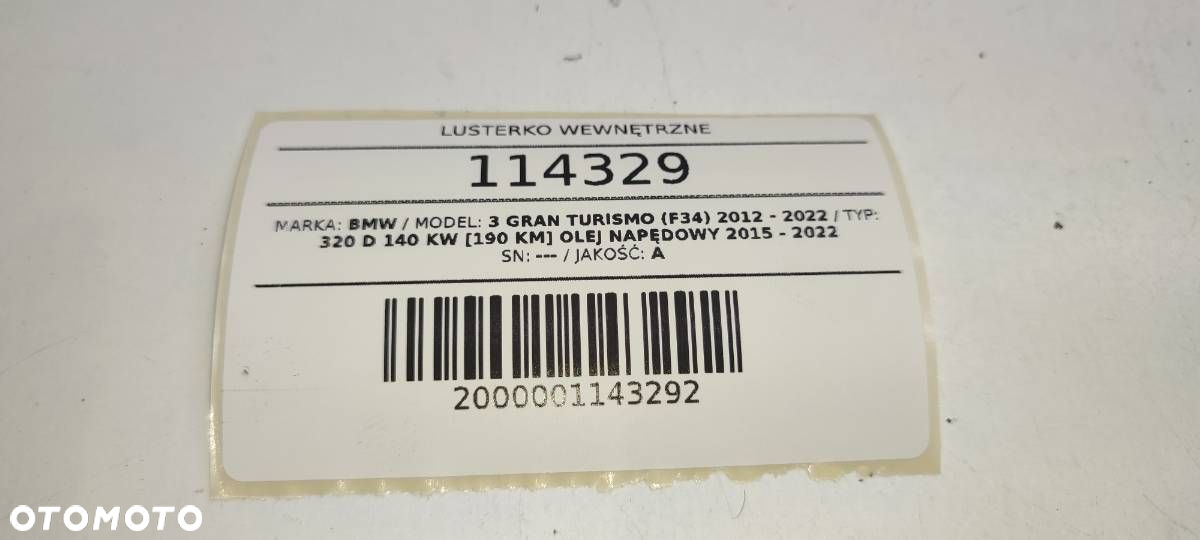 LUSTERKO WEWNĘTRZNE
114329
MARKA: BMW / MODEL: 3 GRAN TURISMO (F34) 2012 - 2022 / TYP:
320 D 140 KW [190 KM] OLEJ NAPĘDOWY 2015 - 2022
SN: --- / JAKOŚĆ: A
2000001143292
OTOMOTO